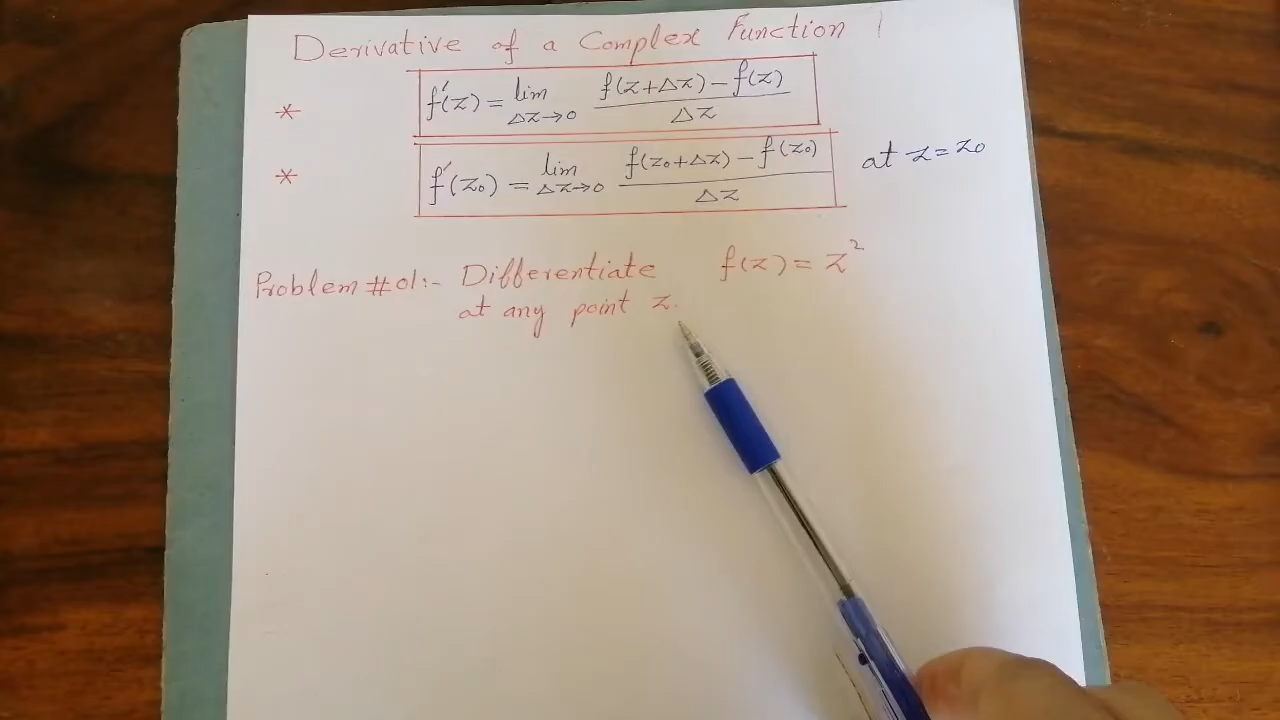 Derivative of a Complex Function
* f'(z) = lim Δz→0 f(z+Δz) − f(z) / Δz
* f'(z₀) = lim Δz→0 f(z₀+Δz) − f(z₀) / Δz at z = z₀
Problem #01:- Differentiate f(z) = z²
at any point z.